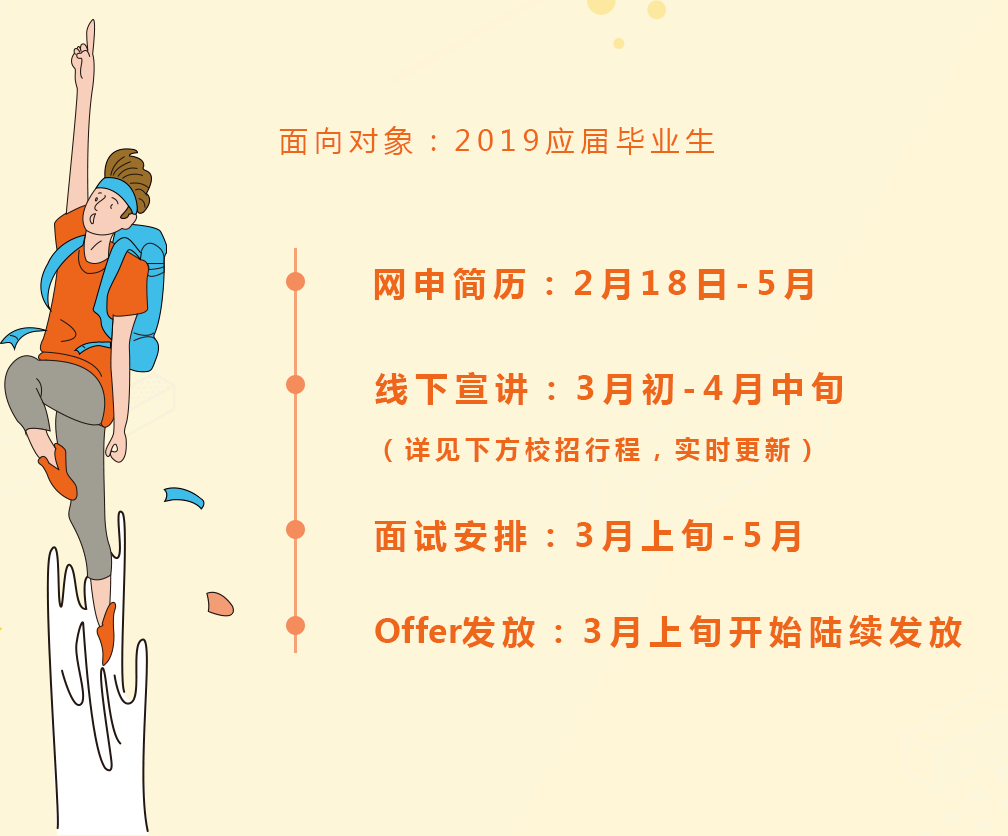 面向对象：2019应届毕业生
网申简历：2月18日-5月
线下宣讲：3月初-4月中旬
（详见下方校招行程，实时更新）
面试安排：3月上旬-5月
Offer发放：3月上旬开始陆续发放